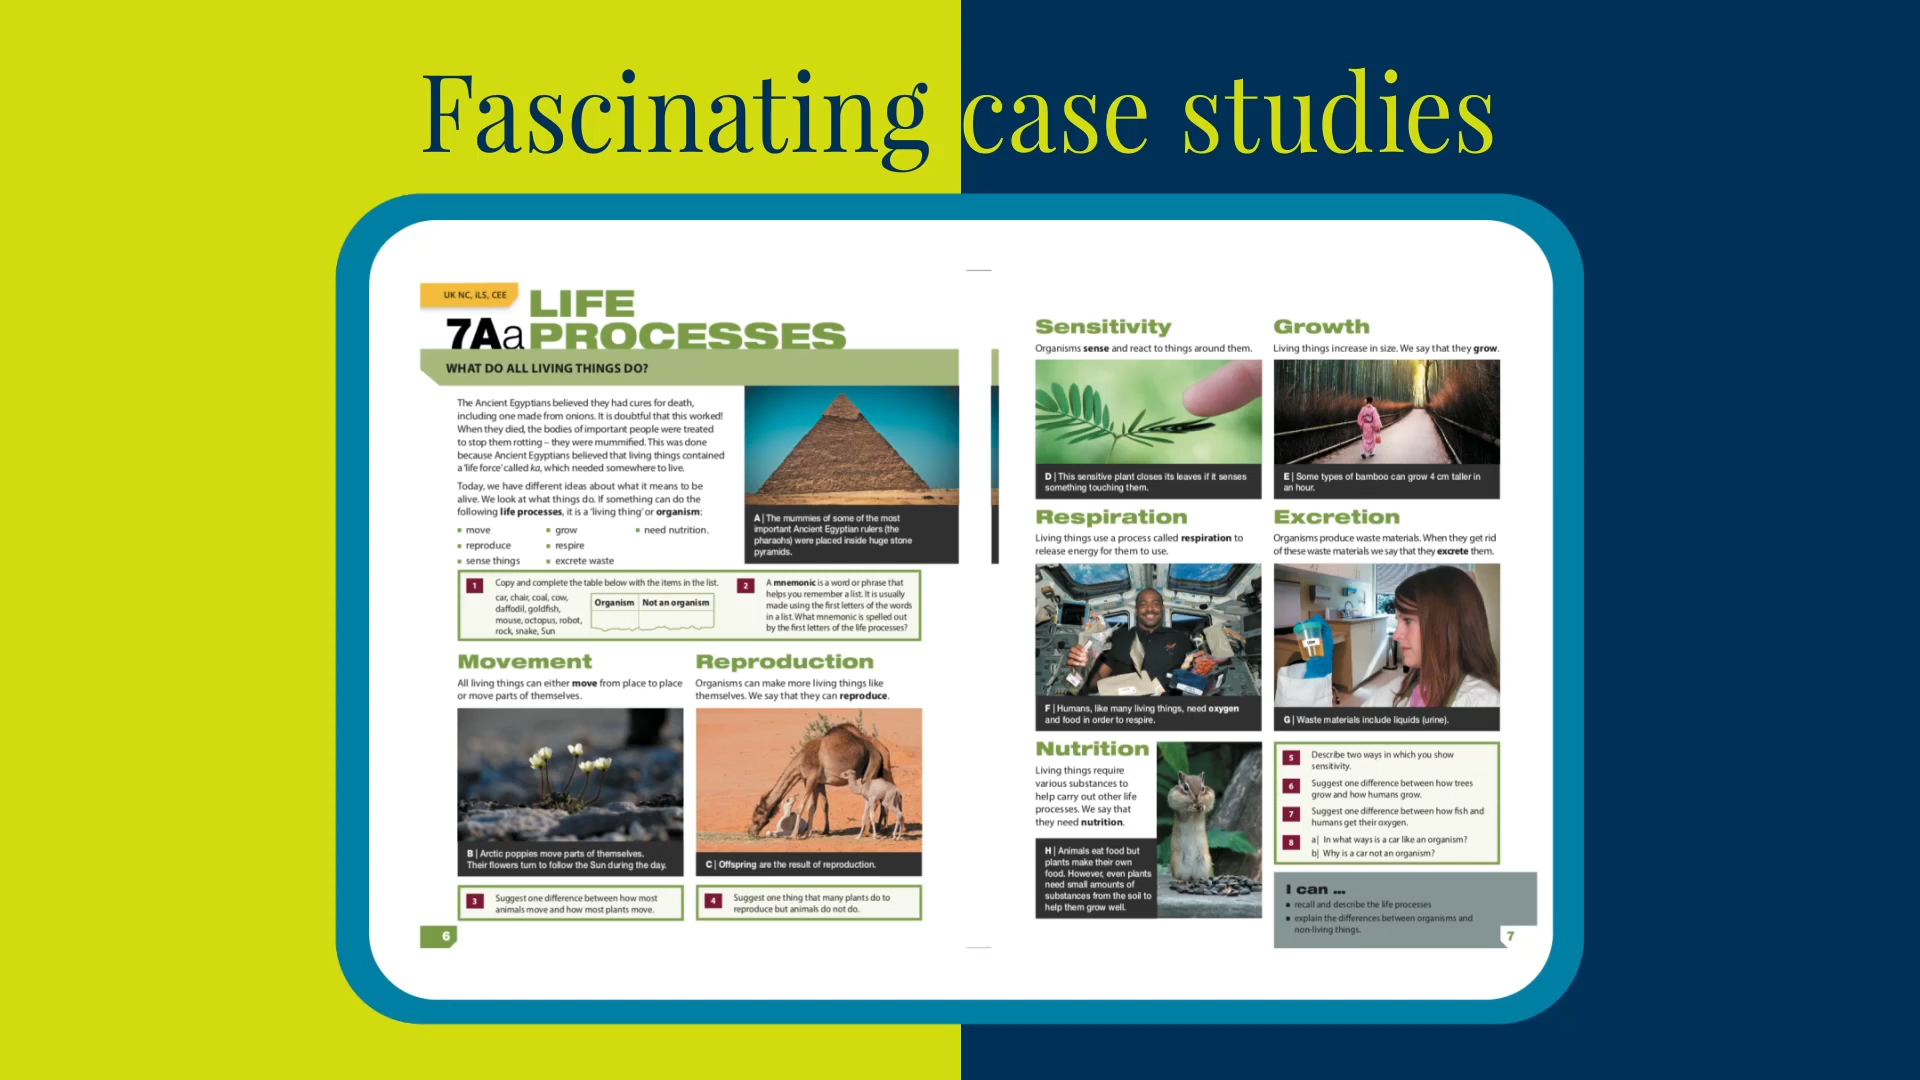 Fascinating case studies
UK NC, iLS, CEE
7Aa
LIFE
PROCESSES
WHAT DO ALL LIVING THINGS DO?
The Ancient Egyptians believed they had cures for death,
including one made from onions. It is doubtful that this worked!
When they died, the bodies of important people were treated
to stop them rotting – they were mummified. This was done
because Ancient Egyptians believed that living things contained
a 'life force' called ka, which needed somewhere to live.
Today, we have different ideas about what it means to be
alive. We look at what things do. If something can do the
following life processes, it is a 'living thing' or organism:
▪ move ▪ grow ▪ need nutrition.
▪ reproduce ▪ respire
▪ sense things ▪ excrete waste
A | The mummies of some of the most
important Ancient Egyptian rulers (the
pharaohs) were placed inside huge stone
pyramids.
1 Copy and complete the table below with the items in the list.
car, chair, coal, cow,
daffodil, goldfish,
mouse, octopus, robot,
rock, snake, Sun
Organism Not an organism
2 A mnemonic is a word or phrase that
helps you remember a list. It is usually
made using the first letters of the words
in a list. What mnemonic is spelled out
by the first letters of the life processes?
Movement
All living things can either move from place to place
or move parts of themselves.
B | Arctic poppies move parts of themselves.
Their flowers turn to follow the Sun during the day.
3 Suggest one difference between how most
animals move and how most plants move.
Reproduction
Organisms can make more living things like
themselves. We say that they can reproduce.
C | Offspring are the result of reproduction.
4 Suggest one thing that many plants do to
reproduce but animals do not do.
6
Sensitivity
Organisms sense and react to things around them.
D | This sensitive plant closes its leaves if it senses
something touching them.
Growth
Living things increase in size. We say that they grow.
E | Some types of bamboo can grow 4 cm taller in
an hour.
Respiration
Living things use a process called respiration to
release energy for them to use.
F | Humans, like many living things, need oxygen
and food in order to respire.
Excretion
Organisms produce waste materials. When they get rid
of these waste materials we say that they excrete them.
G | Waste materials include liquids (urine).
Nutrition
Living things require
various substances to
help carry out other life
processes. We say that
they need nutrition.
H | Animals eat food but
plants make their own
food. However, even plants
need small amounts of
substances from the soil to
help them grow well.
5 Describe two ways in which you show
sensitivity.
6 Suggest one difference between how trees
grow and how humans grow.
7 Suggest one difference between how fish and
humans get their oxygen.
8 a| In what ways is a car like an organism?
b| Why is a car not an organism?
I can ...
• recall and describe the life processes
• explain the differences between organisms and
non-living things.
7